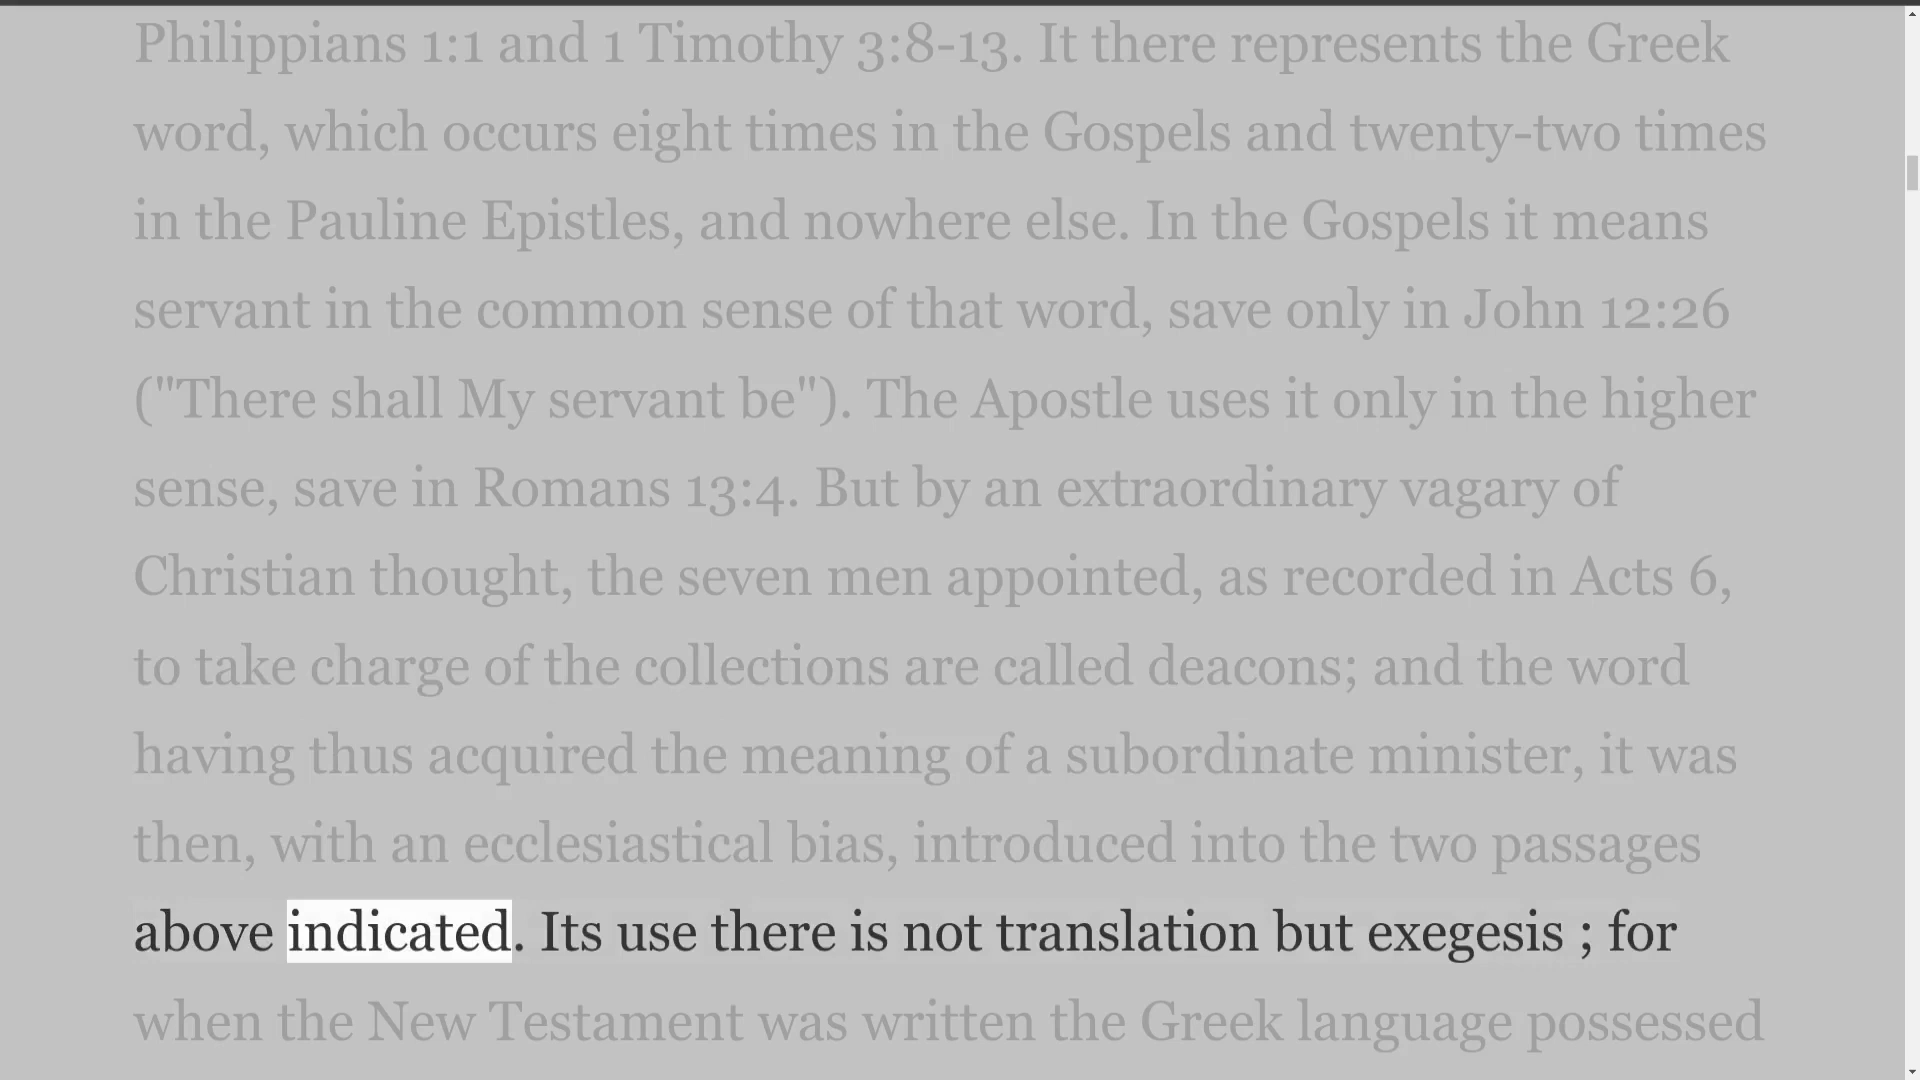 Philippians 1:1 and 1 Timothy 3:8-13. It there represents the Greek
word, which occurs eight times in the Gospels and twenty-two times
in the Pauline Epistles, and nowhere else. In the Gospels it means
servant in the common sense of that word, save only in John 12:26
("There shall My servant be"). The Apostle uses it only in the higher
sense, save in Romans 13:4. But by an extraordinary vagary of
Christian thought, the seven men appointed, as recorded in Acts 6,
to take charge of the collections are called deacons; and the word
having thus acquired the meaning of a subordinate minister, it was
then, with an ecclesiastical bias, introduced into the two passages
above indicated. Its use there is not translation but exegesis ; for
when the New Testament was written the Greek language possessed